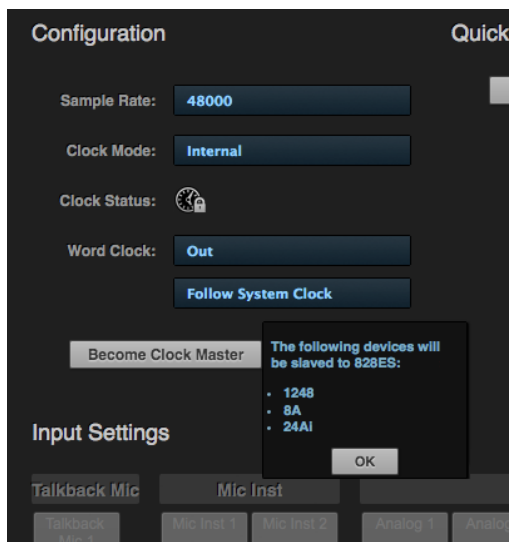 Configuration
Quick
Sample Rate: 48000
Clock Mode: Internal
Clock Status:
Word Clock: Out
Follow System Clock
Become Clock Master
The following devices will
be slaved to 828ES:
• 1248
• 8A
• 24Ai
OK
Input Settings
Talkback Mic
Mic Inst
Talkback
Mic 1
Mic Inst 1
Mic Inst 2
Analog 1
Analog